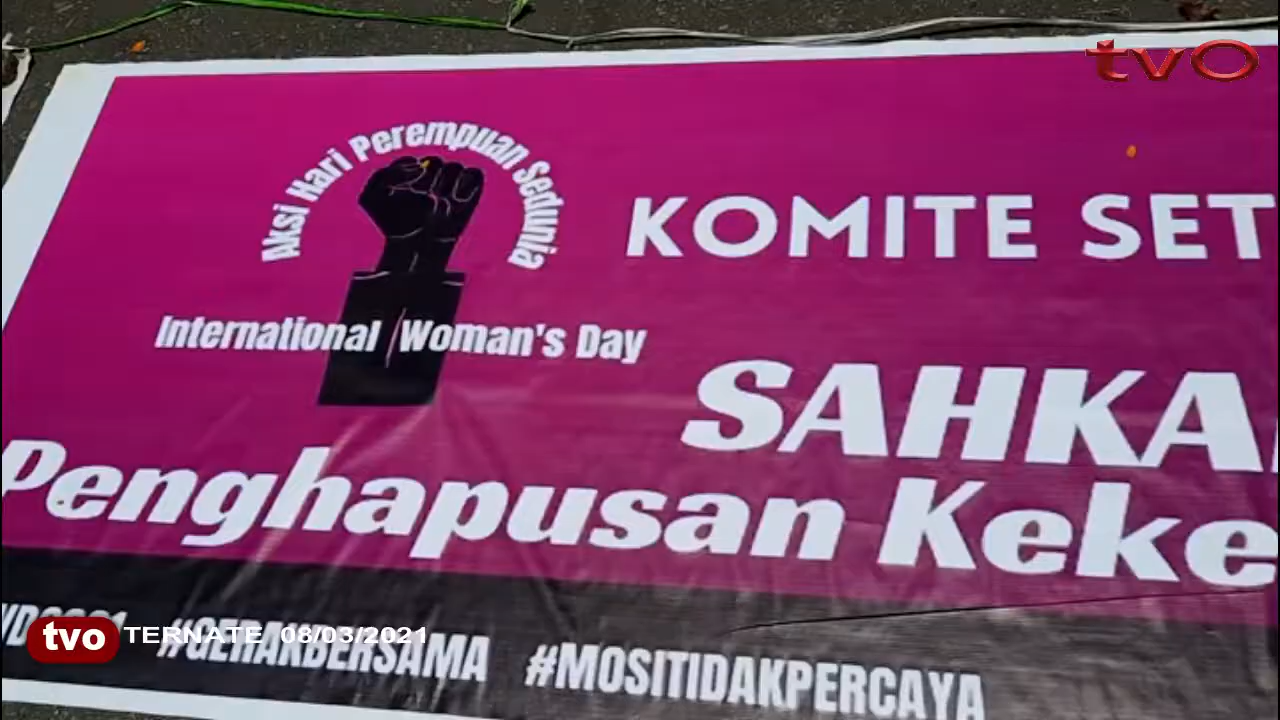 tvO
Aksi Hari Perempuan Sedunia
KOMITE SET
International Woman's Day
SAHKA
Penghapusan Keke
#GERAKBERSAMA #MOSITIDAKPERCAYA
tvo TERNATE 08/03/2021